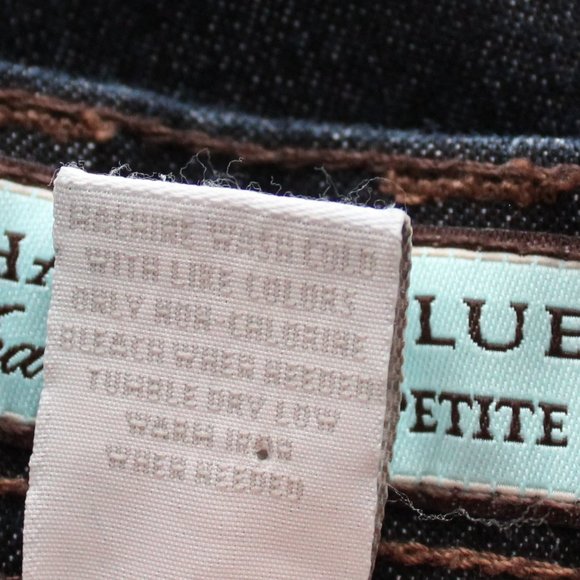 MACHINE WASH COLD
WITH LIKE COLORS
ONLY NON-CHLORINE
BLEACH WHEN NEEDED
TUMBLE DRY LOW
WARM IRON
WHEN NEEDED
HA
LUE
PETITE